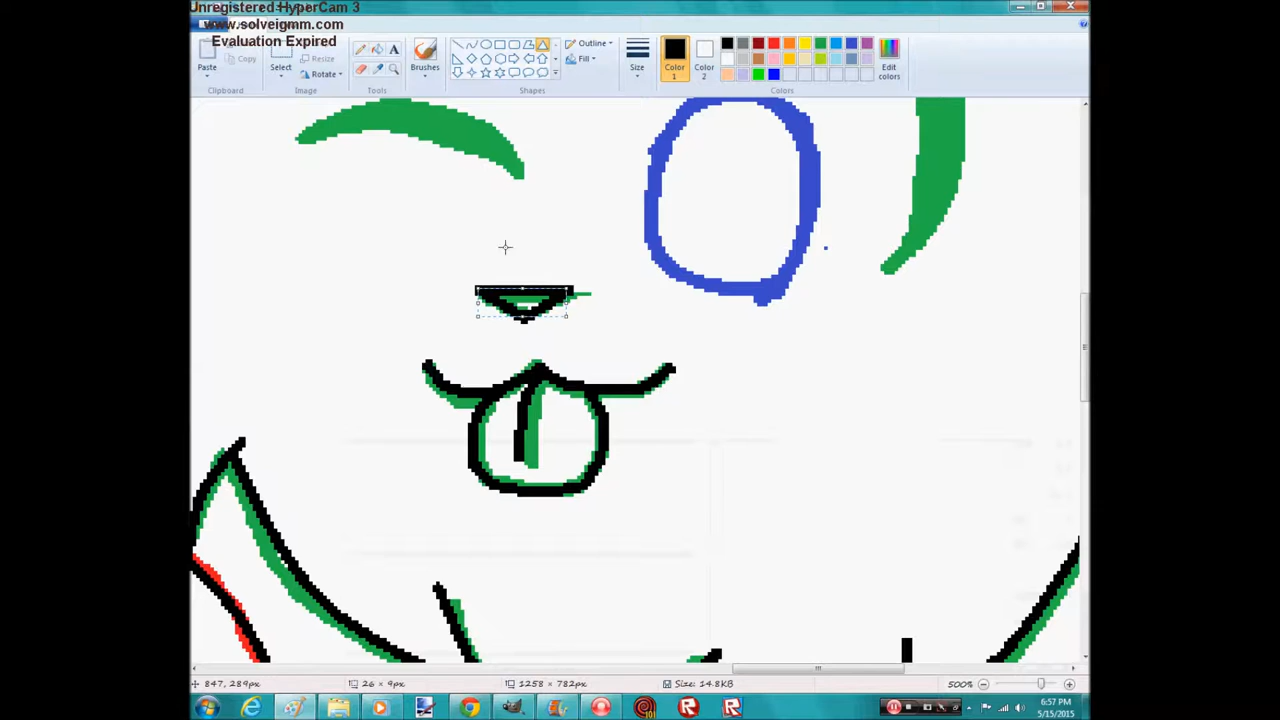 Unregistered HyperCam 3
www.solveigmm.com
Evaluation Expired
Paste
Copy
Clipboard
Select
Resize
Rotate
Image
A
Tools
Brushes
Outline
Fill
Shapes
Size
Color 1
Color 2
Edit colors
Colors
847, 289px
26 × 9px
1258 × 782px
Size: 14.8KB
500%
101
6:57 PM
5/15/2015